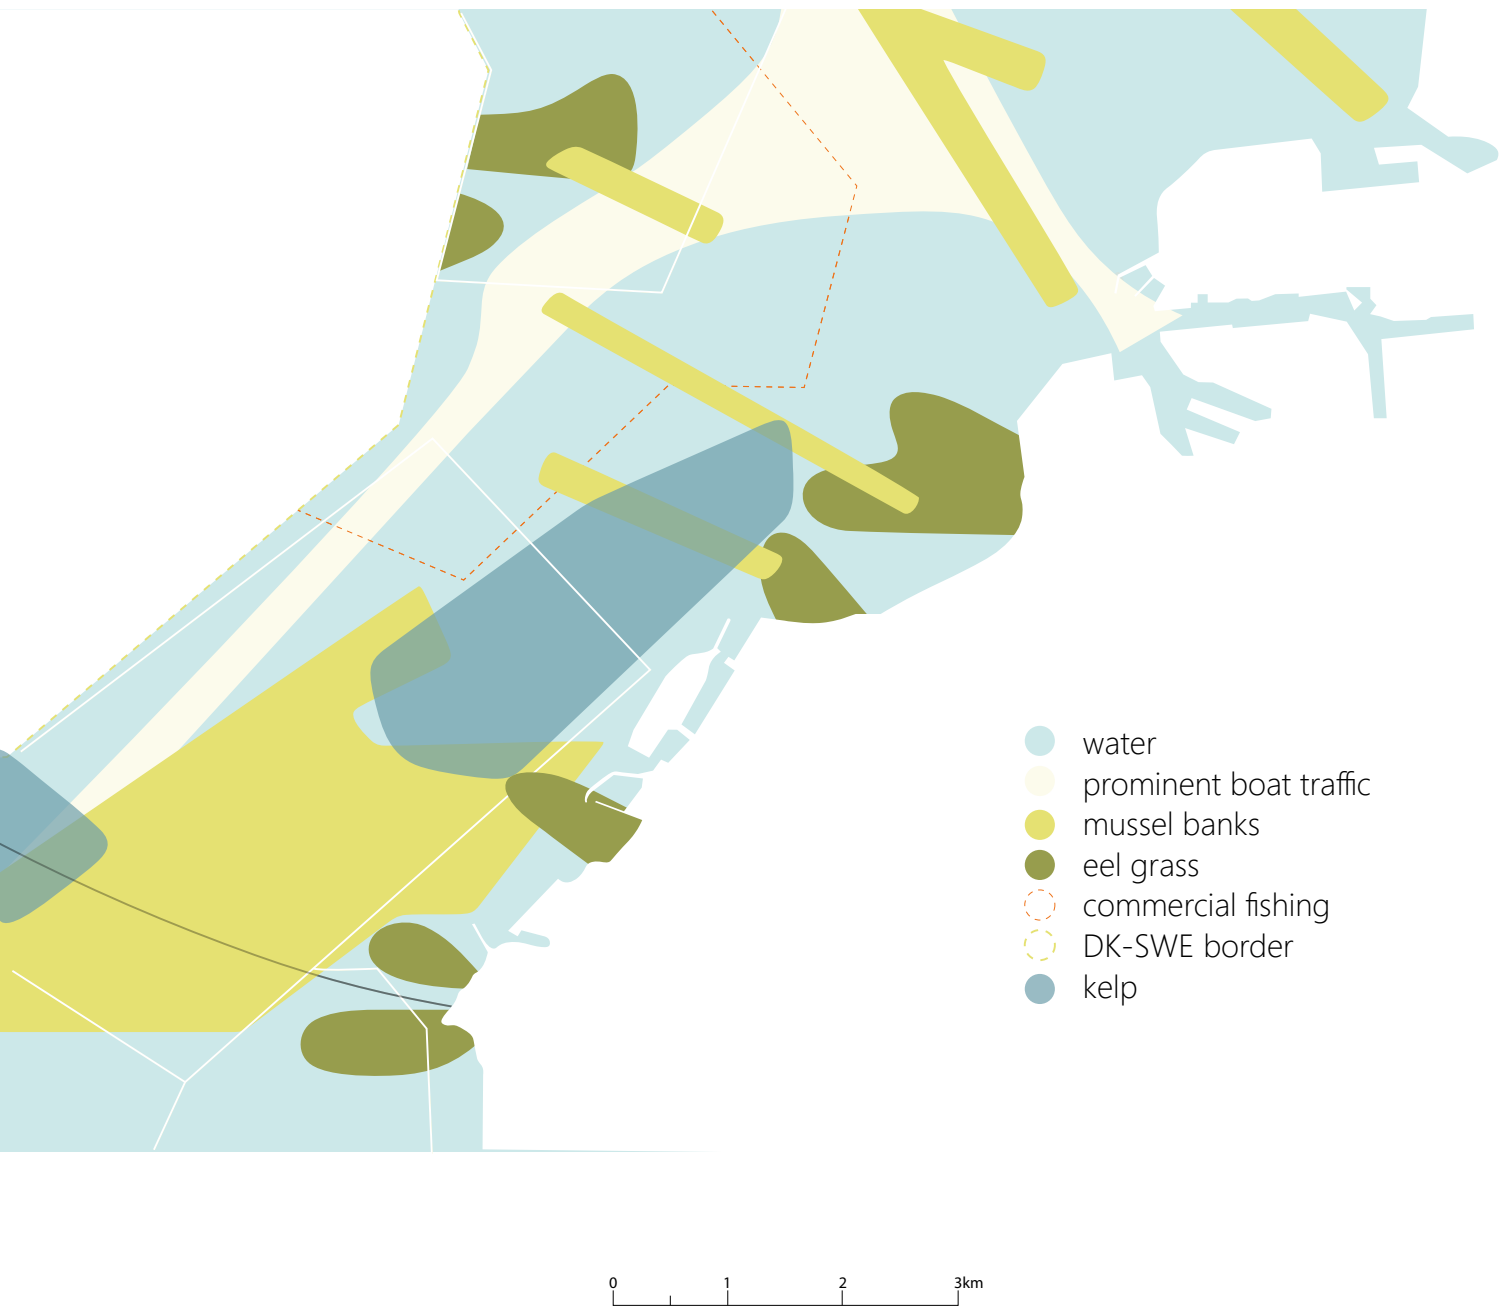 water
prominent boat traffic
mussel banks
eel grass
commercial fishing
DK-SWE border
kelp
0 1 2 3km